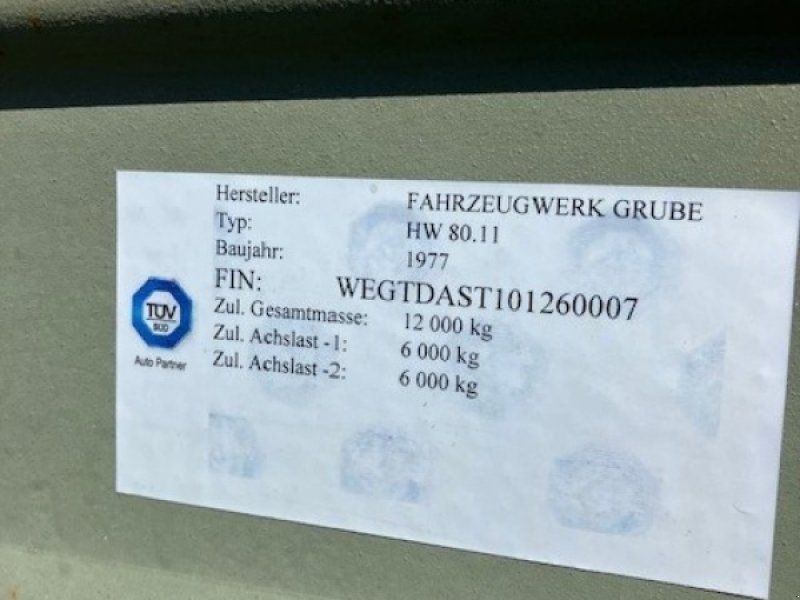 Hersteller: FAHRZEUGWERK GRUBE
Typ: HW 80.11
Baujahr: 1977
FIN: WEGTDAST101260007
Zul. Gesamtmasse: 12 000 kg
Zul. Achslast -1: 6 000 kg
Zul. Achslast -2: 6 000 kg
TÜV
SÜD
Auto Partner